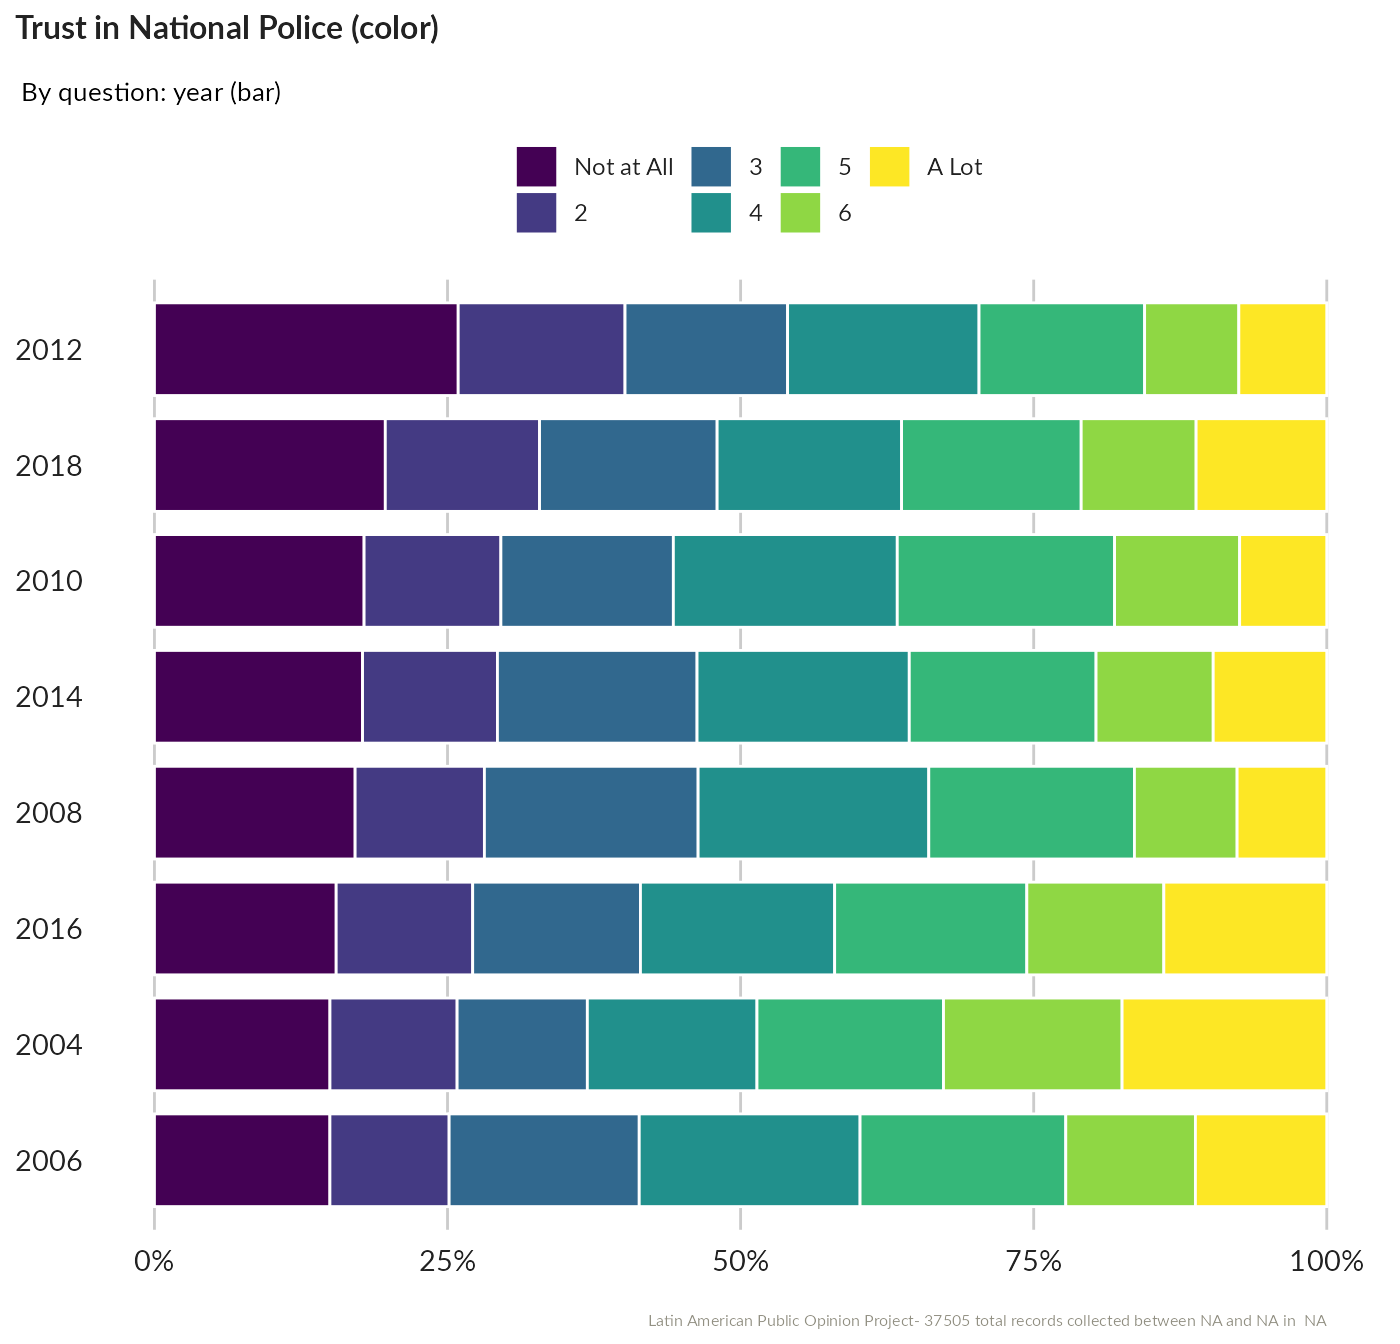 Trust in National Police (color)
By question: year (bar)
Not at All 3 5 A Lot
2 4 6
2012
2018
2010
2014
2008
2016
2004
2006
0% 25% 50% 75% 100%
Latin American Public Opinion Project- 37505 total records collected between NA and NA in  NA